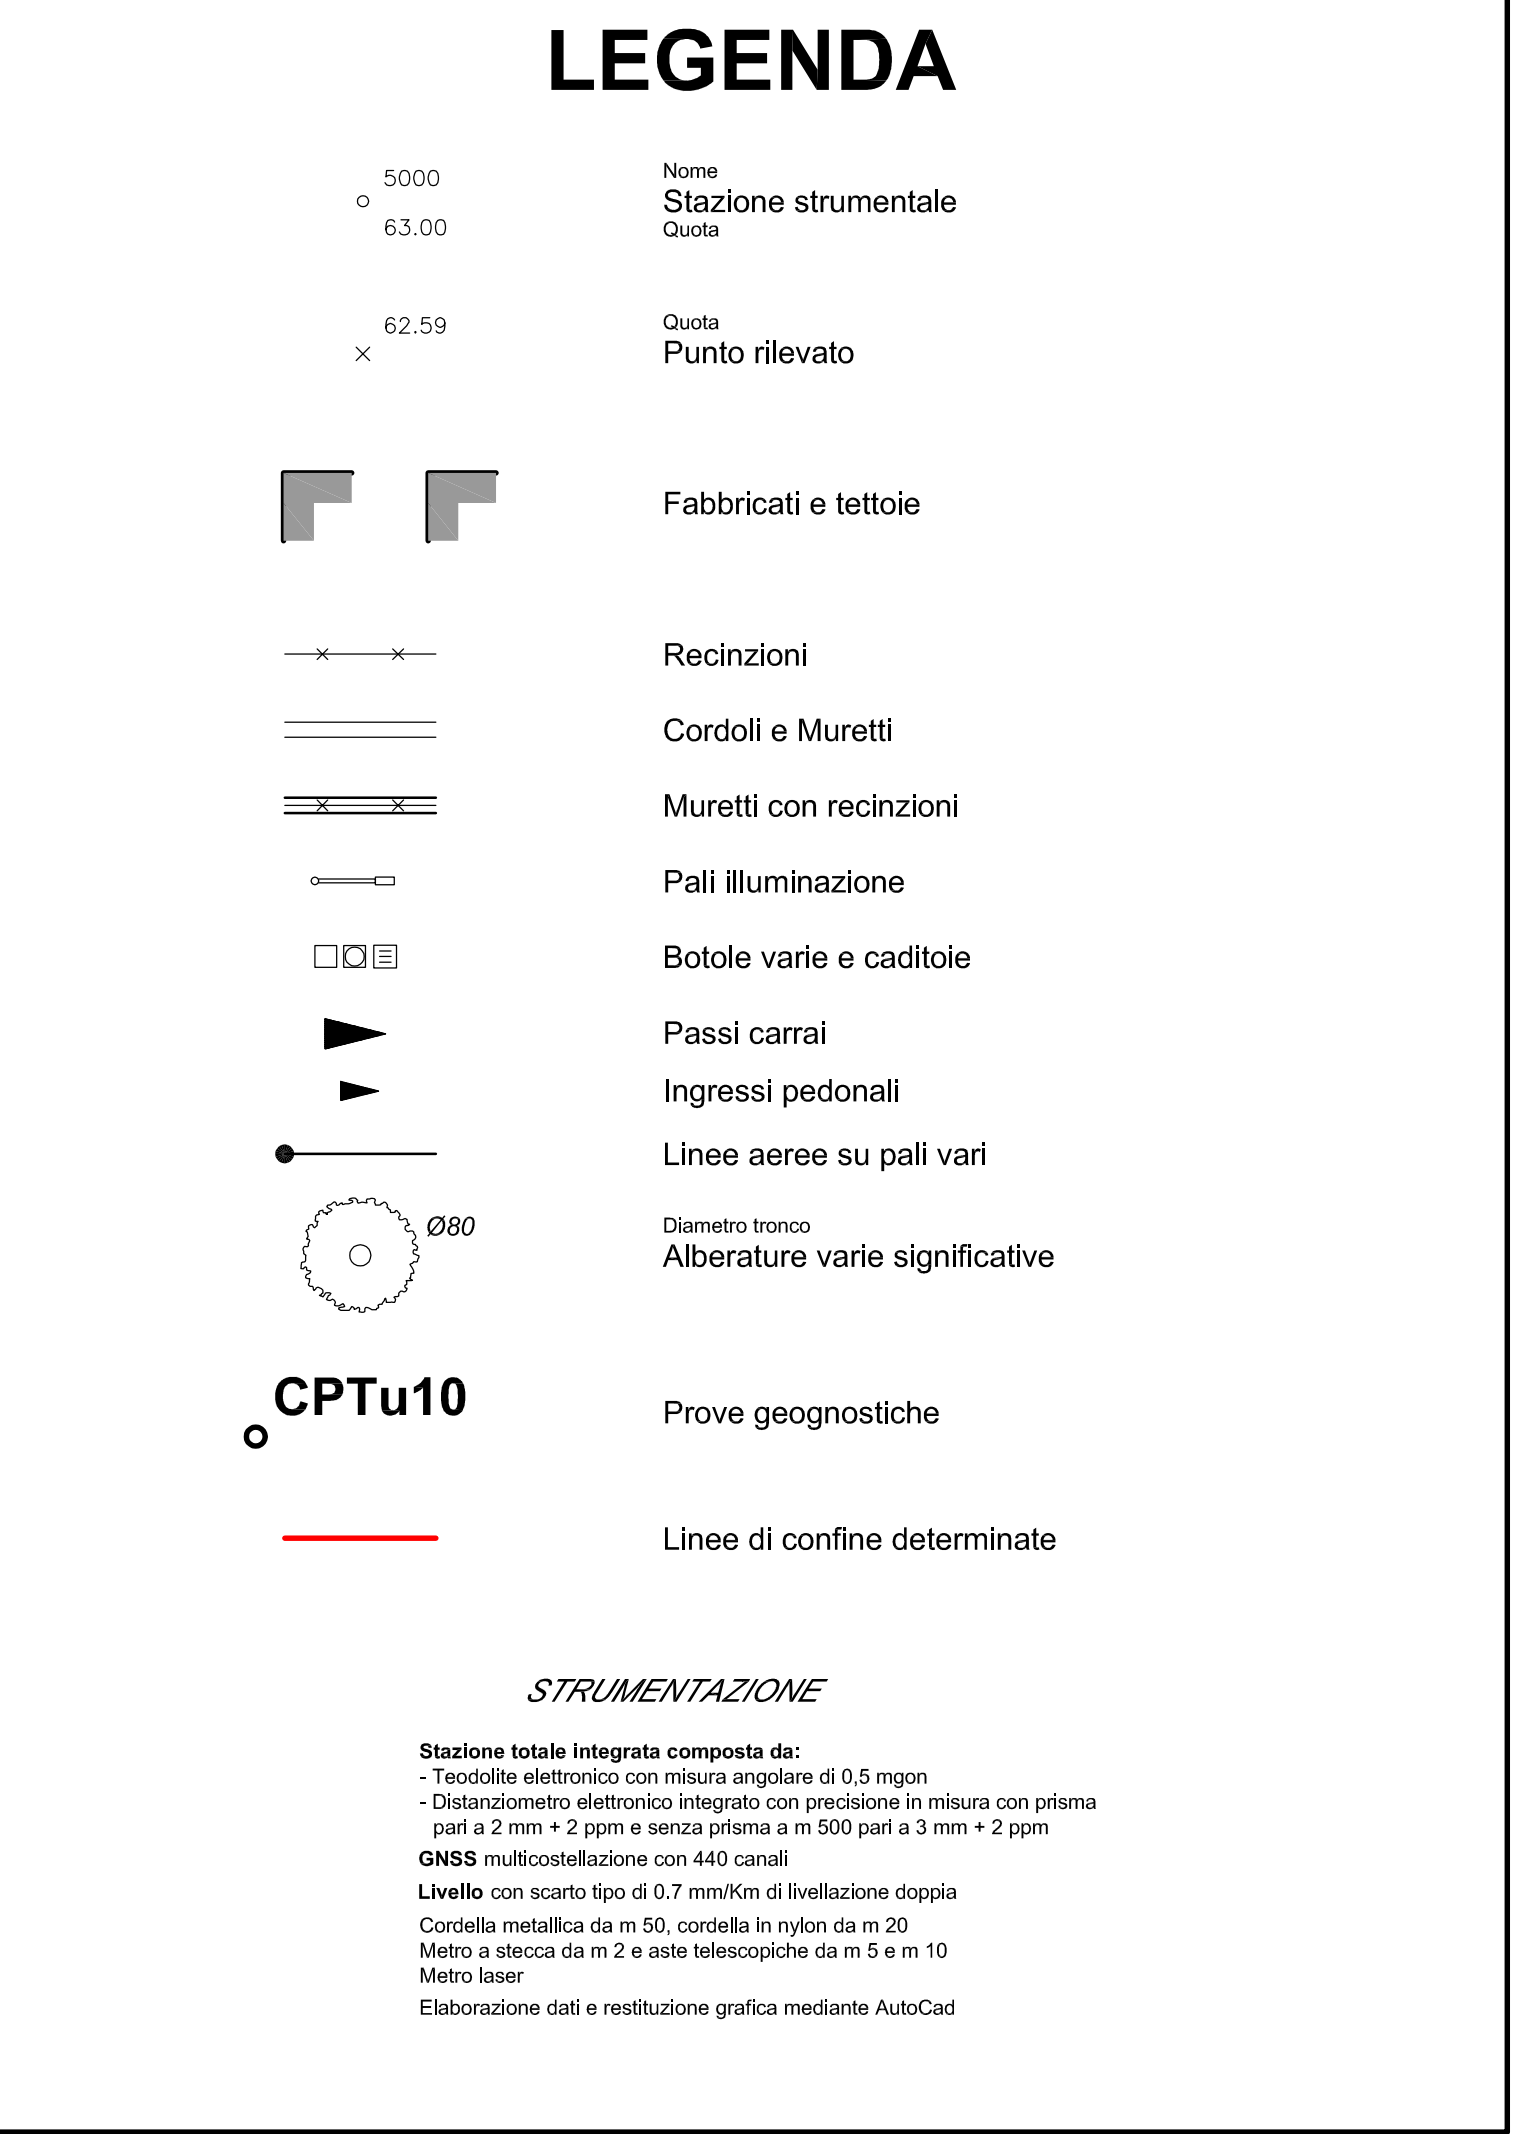 LEGENDA
5000
Nome
Stazione strumentale
63.00
Quota
62.59
Quota
Punto rilevato
Fabbricati e tettoie
Recinzioni
Cordoli e Muretti
Muretti con recinzioni
Pali illuminazione
Botole varie e caditoie
Passi carrai
Ingressi pedonali
Linee aeree su pali vari
Ø80
Diametro tronco
Alberature varie significative
CPTu10
Prove geognostiche
Linee di confine determinate
STRUMENTAZIONE
Stazione totale integrata composta da:
- Teodolite elettronico con misura angolare di 0,5 mgon
- Distanziometro elettronico integrato con precisione in misura con prisma
pari a 2 mm + 2 ppm e senza prisma a m 500 pari a 3 mm + 2 ppm
GNSS multicostellazione con 440 canali
Livello con scarto tipo di 0.7 mm/Km di livellazione doppia
Cordella metallica da m 50, cordella in nylon da m 20
Metro a stecca da m 2 e aste telescopiche da m 5 e m 10
Metro laser
Elaborazione dati e restituzione grafica mediante AutoCad